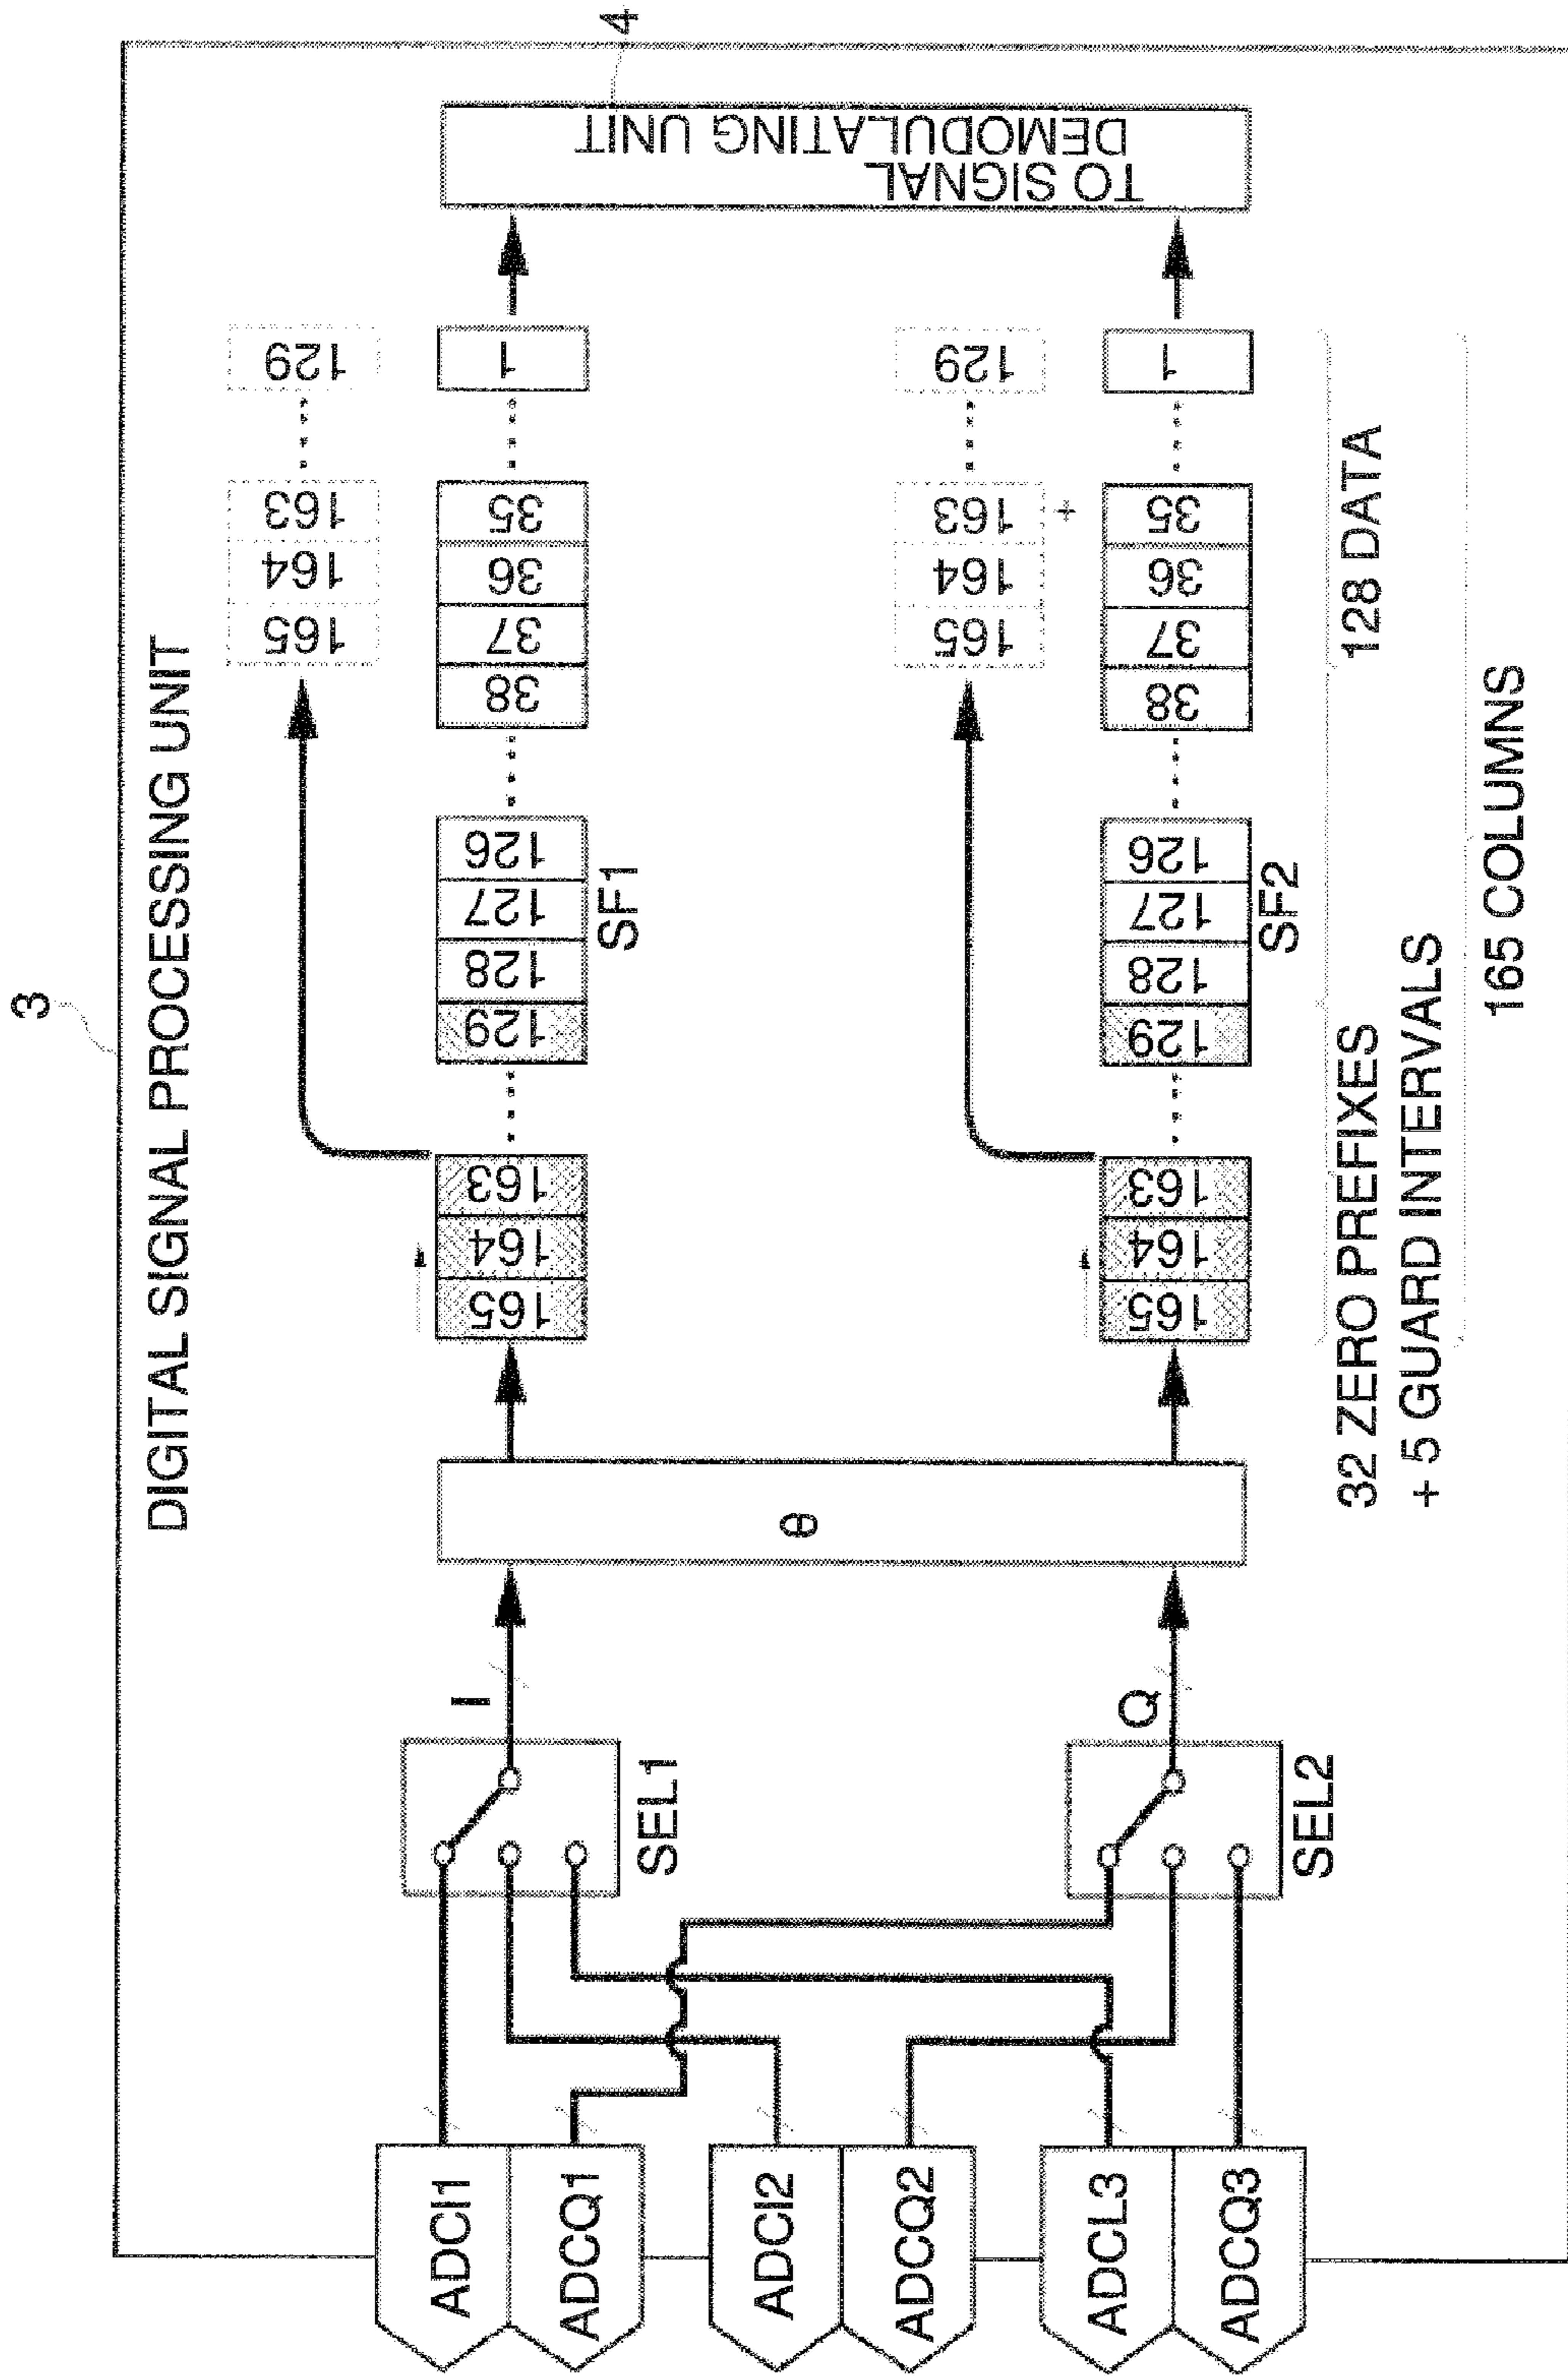 3
DIGITAL SIGNAL PROCESSING UNIT
4
ADCI1
ADCQ1
ADCI2
ADCQ2
ADCL3
ADCQ3
SEL1
SEL2
I
Q
θ
165 164 163 129
165 164 163 129 128 127 126 38 37 36 35 1
SF1
165 164 163 129
+
165 164 163 129 128 127 126 38 37 36 35 1
SF2
TO SIGNAL
DEMODULATING UNIT
32 ZERO PREFIXES
+ 5 GUARD INTERVALS
128 DATA
165 COLUMNS